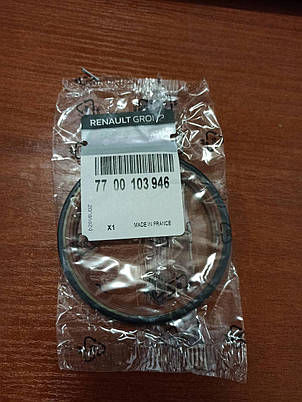 RENAULT GROUP
77 00 103 946
X1
MADE IN FRANCE